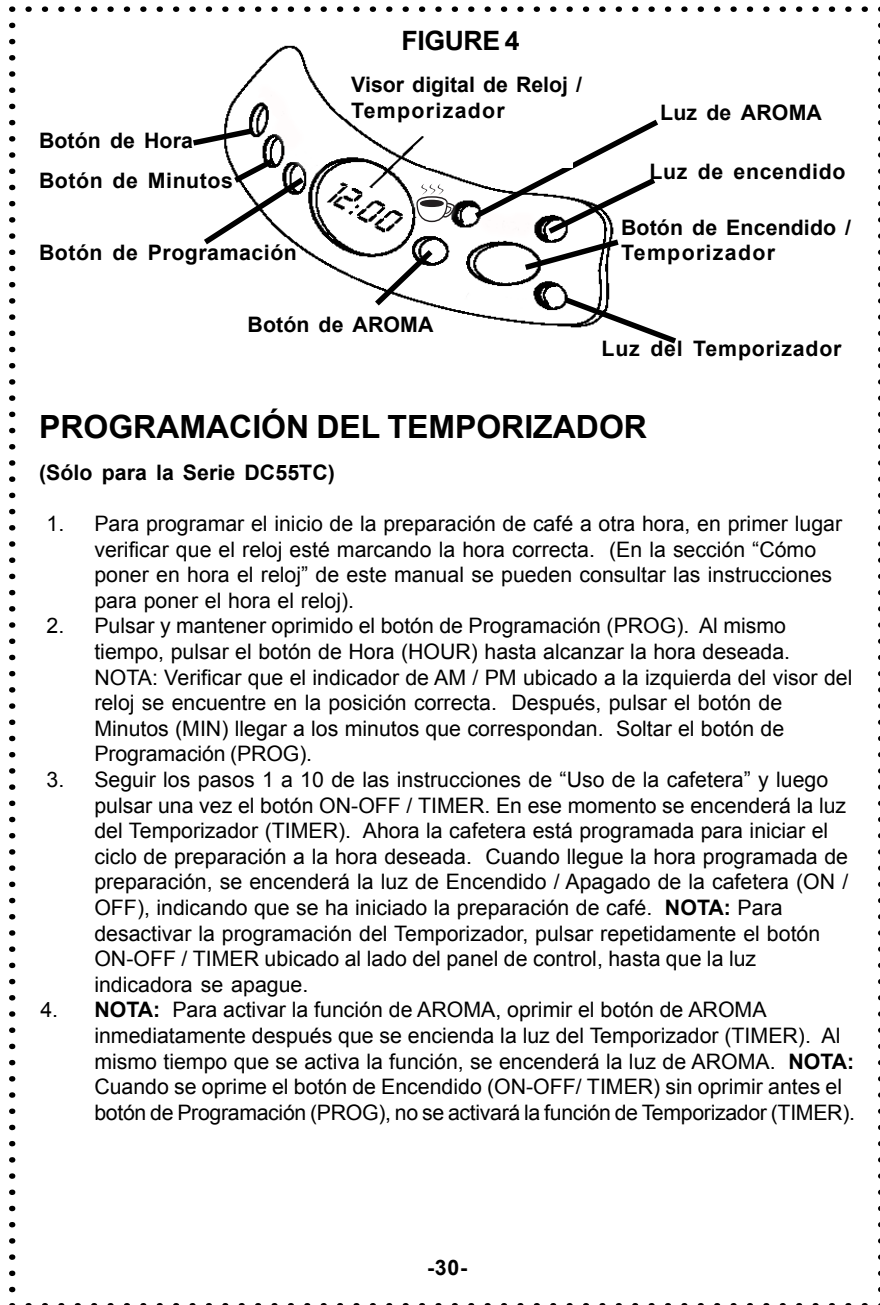 FIGURE 4
Visor digital de Reloj /
Temporizador
Luz de AROMA
Botón de Hora
Luz de encendido
Botón de Minutos
12:00
Botón de Encendido /
Temporizador
Botón de Programación
Botón de AROMA
Luz del Temporizador
PROGRAMACIÓN DEL TEMPORIZADOR
(Sólo para la Serie DC55TC)
1. Para programar el inicio de la preparación de café a otra hora, en primer lugar
verificar que el reloj esté marcando la hora correcta. (En la sección “Cómo
poner en hora el reloj” de este manual se pueden consultar las instrucciones
para poner el hora el reloj).
2. Pulsar y mantener oprimido el botón de Programación (PROG). Al mismo
tiempo, pulsar el botón de Hora (HOUR) hasta alcanzar la hora deseada.
NOTA: Verificar que el indicador de AM / PM ubicado a la izquierda del visor del
reloj se encuentre en la posición correcta. Después, pulsar el botón de
Minutos (MIN) llegar a los minutos que correspondan. Soltar el botón de
Programación (PROG).
3. Seguir los pasos 1 a 10 de las instrucciones de “Uso de la cafetera” y luego
pulsar una vez el botón ON-OFF / TIMER. En ese momento se encenderá la luz
del Temporizador (TIMER). Ahora la cafetera está programada para iniciar el
ciclo de preparación a la hora deseada. Cuando llegue la hora programada de
preparación, se encenderá la luz de Encendido / Apagado de la cafetera (ON /
OFF), indicando que se ha iniciado la preparación de café. NOTA: Para
desactivar la programación del Temporizador, pulsar repetidamente el botón
ON-OFF / TIMER ubicado al lado del panel de control, hasta que la luz
indicadora se apague.
4. NOTA: Para activar la función de AROMA, oprimir el botón de AROMA
inmediatamente después que se encienda la luz del Temporizador (TIMER). Al
mismo tiempo que se activa la función, se encenderá la luz de AROMA. NOTA:
Cuando se oprime el botón de Encendido (ON-OFF/ TIMER) sin oprimir antes el
botón de Programación (PROG), no se activará la función de Temporizador (TIMER).
-30-